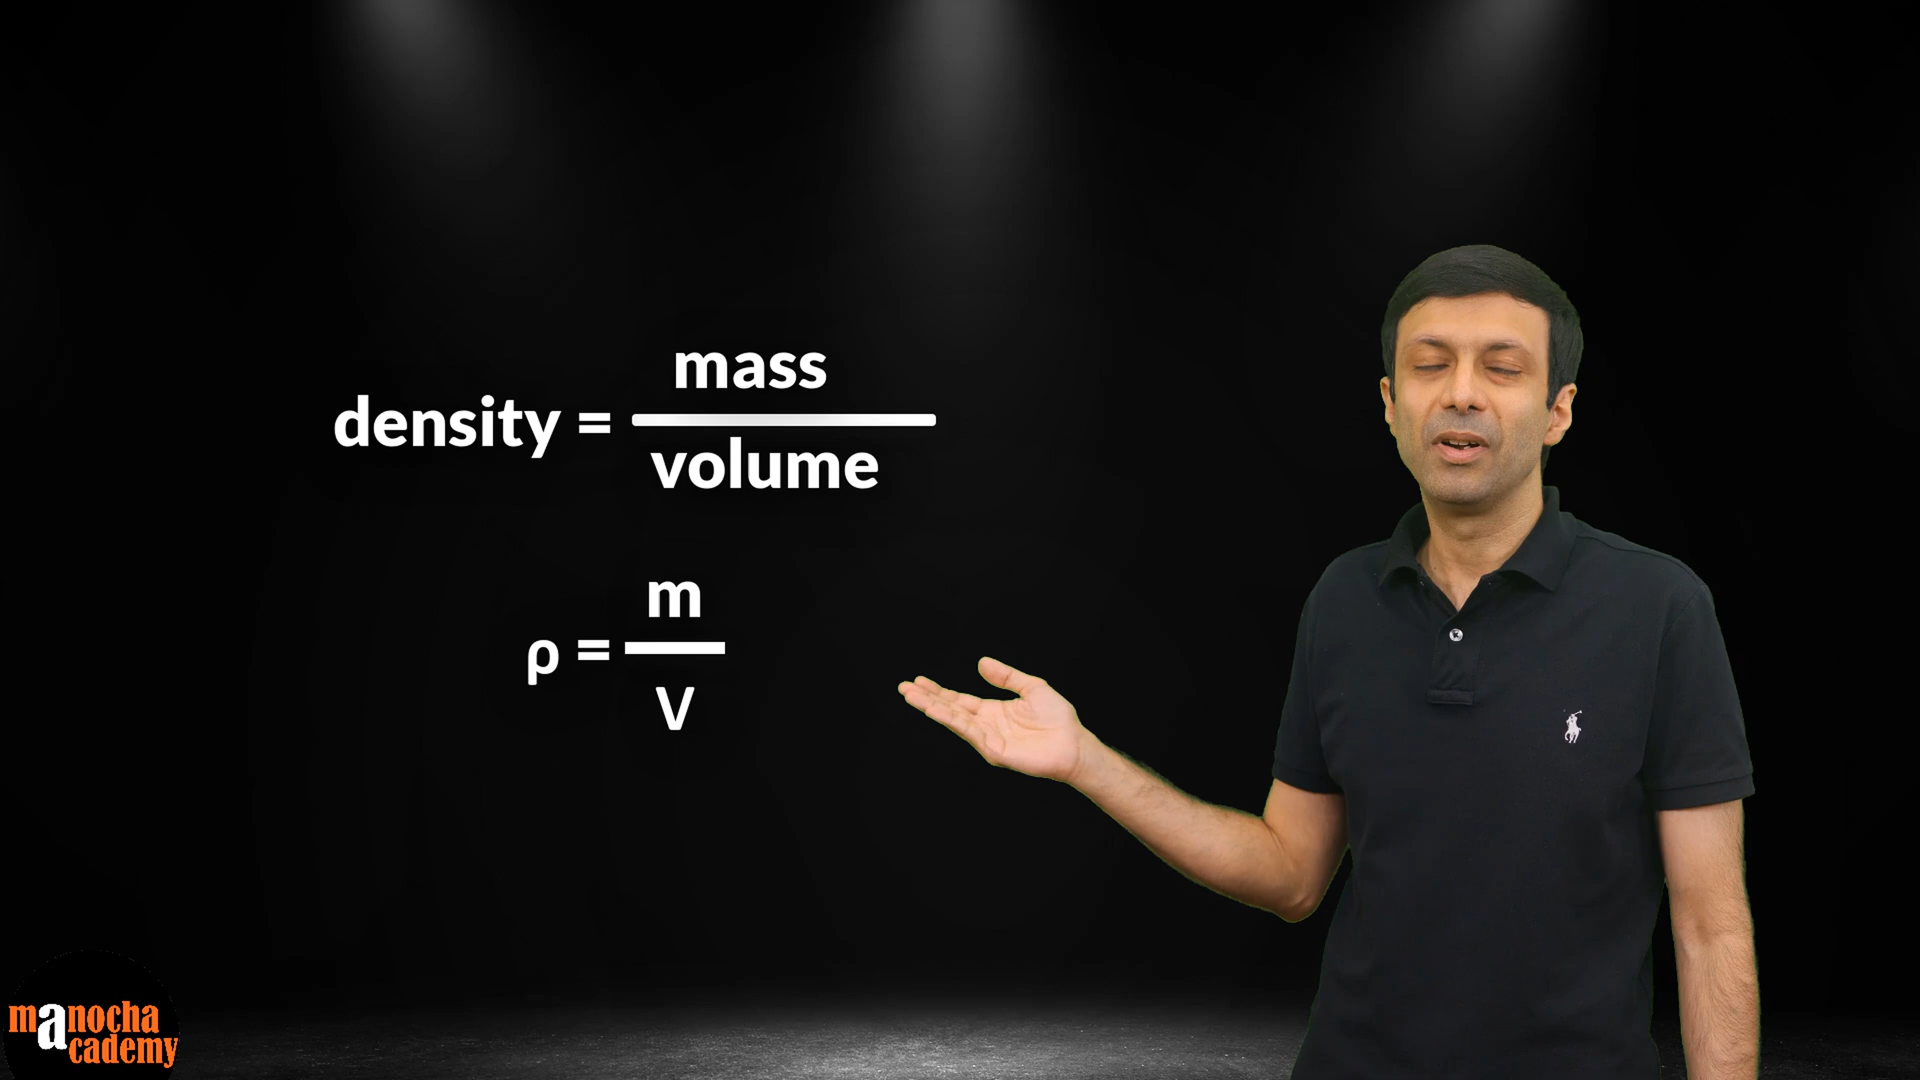 density = mass
volume
ρ = m
V
manocha
academy